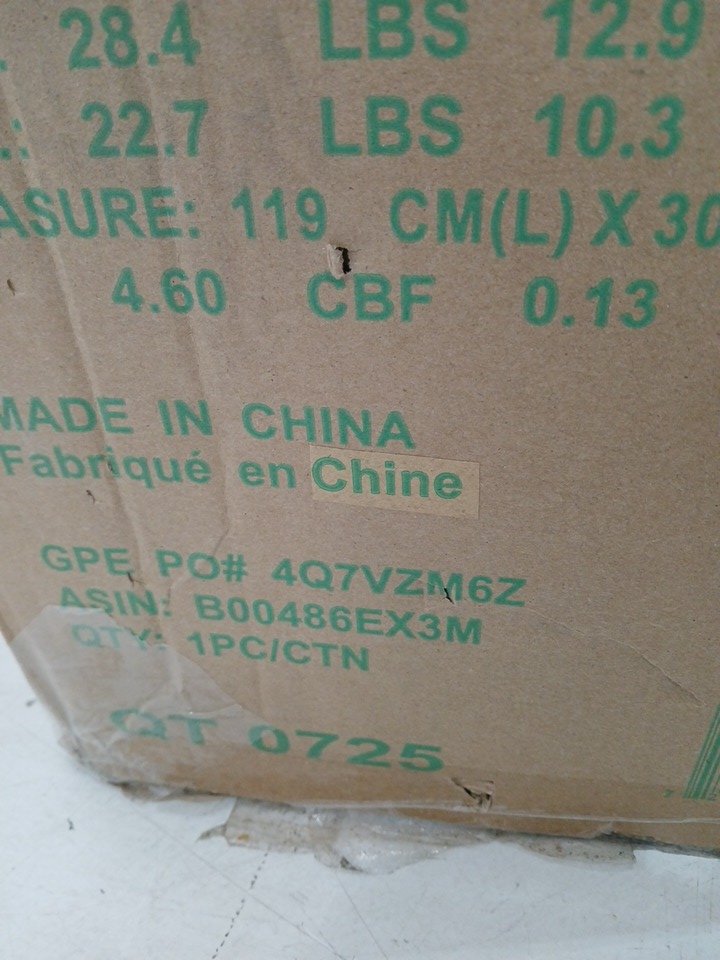 28.4 LBS 12.9
22.7 LBS 10.3
ASURE: 119 CM(L) X 30
4.60 CBF 0.13
MADE IN CHINA
Fabriqué en Chine
GPE PO# 4Q7VZM6Z
ASIN: B00486EX3M
QTY: 1PC/CTN
QT 0725